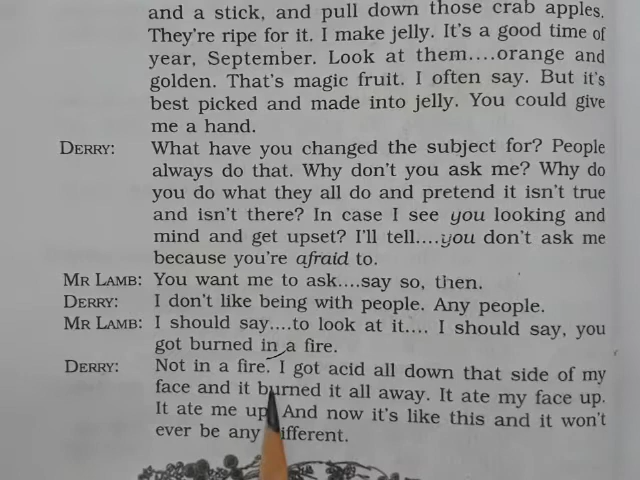 and a stick, and pull down those crab apples.
They're ripe for it. I make jelly. It's a good time of
year, September. Look at them....orange and
golden. That's magic fruit. I often say. But it's
best picked and made into jelly. You could give
me a hand.
DERRY: What have you changed the subject for? People
always do that. Why don't you ask me? Why do
you do what they all do and pretend it isn't true
and isn't there? In case I see you looking and
mind and get upset? I'll tell....you don't ask me
because you're afraid to.
MR LAMB: You want me to ask....say so, then.
DERRY: I don't like being with people. Any people.
MR LAMB: I should say....to look at it.... I should say, you
got burned in a fire.
DERRY: Not in a fire. I got acid all down that side of my
face and it burned it all away. It ate my face up.
It ate me up. And now it's like this and it won't
ever be any different.